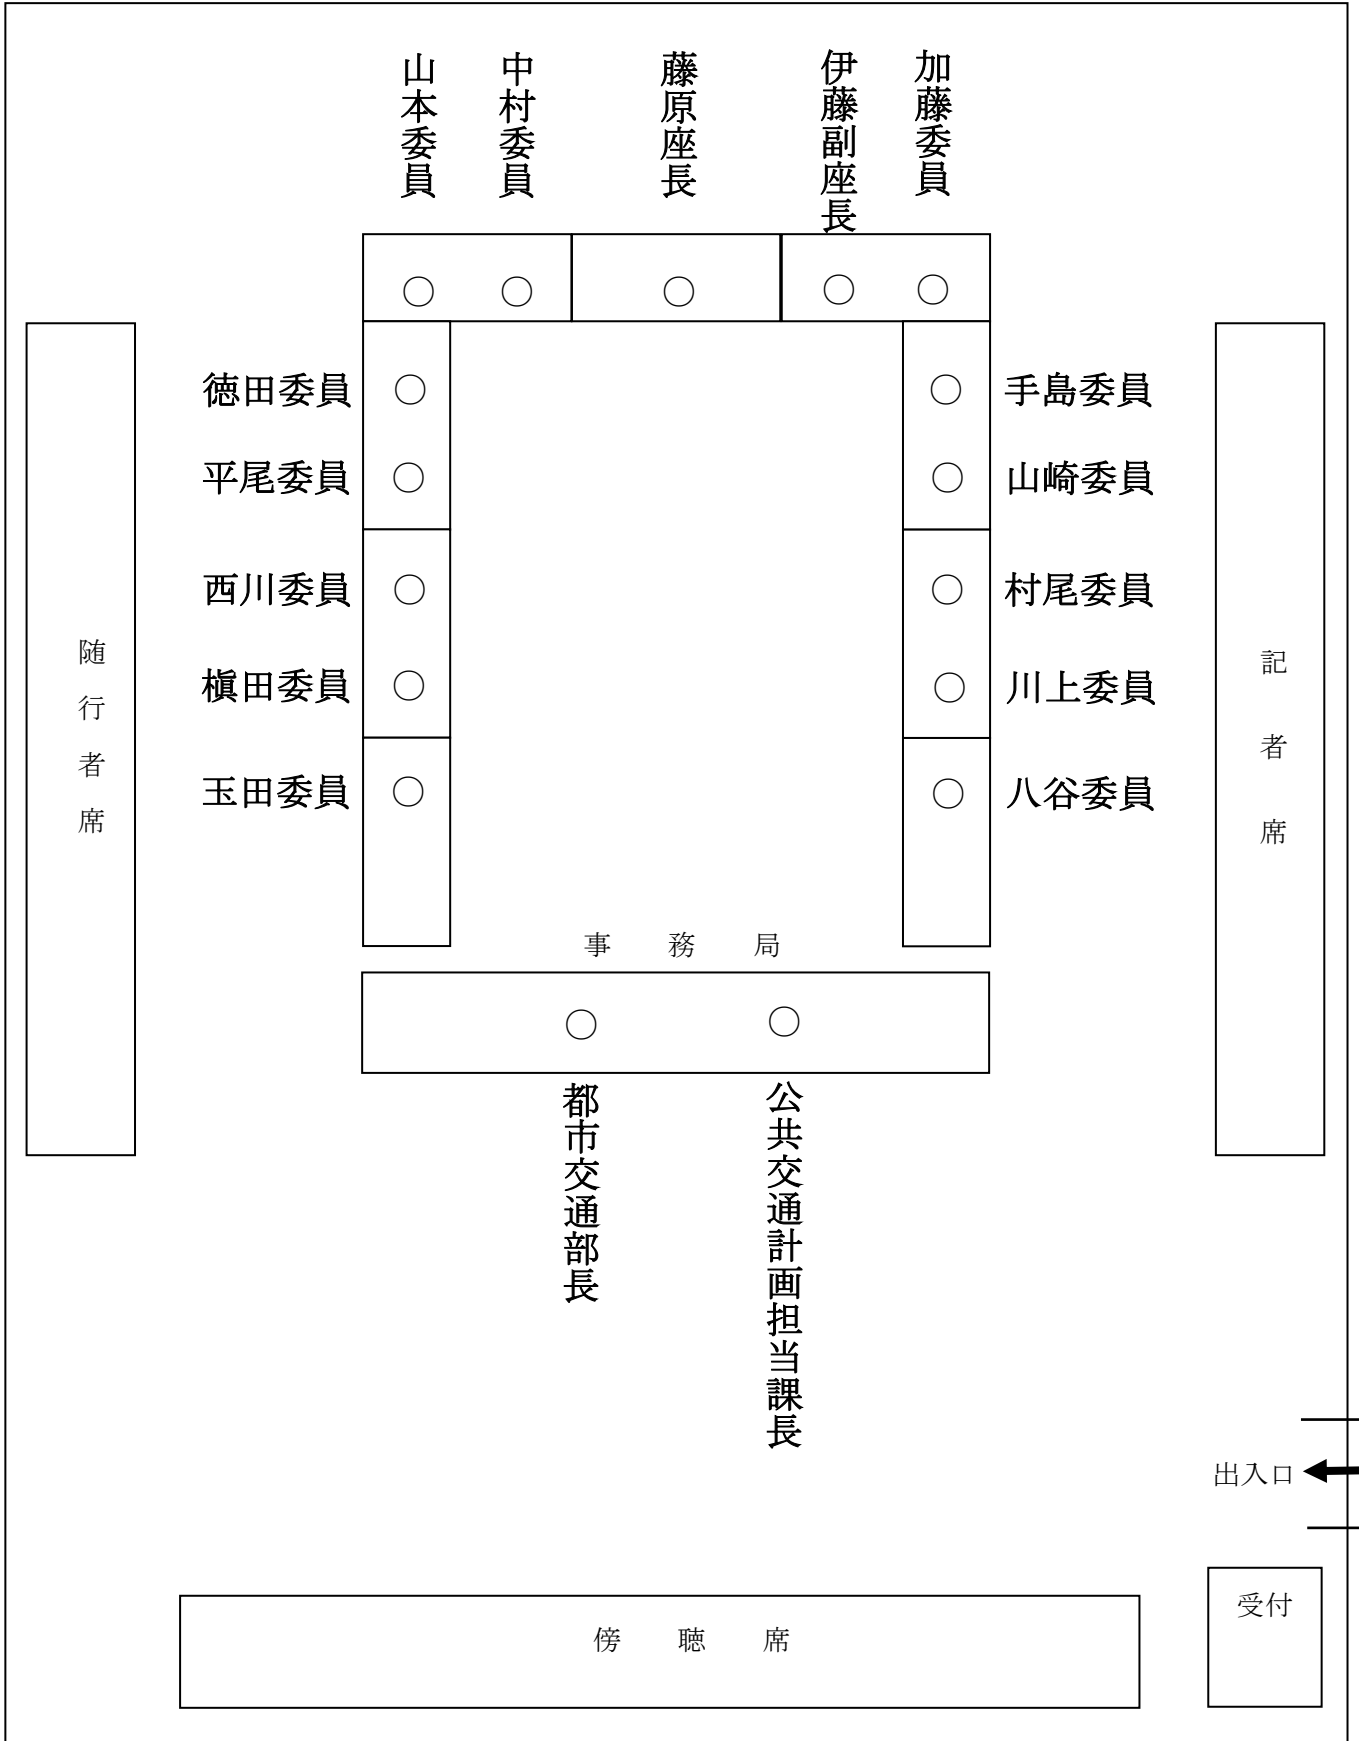 山本委員
中村委員
藤原座長
伊藤副座長
加藤委員
徳田委員
手島委員
平尾委員
山崎委員
西川委員
村尾委員
槇田委員
川上委員
玉田委員
八谷委員
随行者席
記者席
事務局
都市交通部長
公共交通計画担当課長
出入口
受付
傍聴席